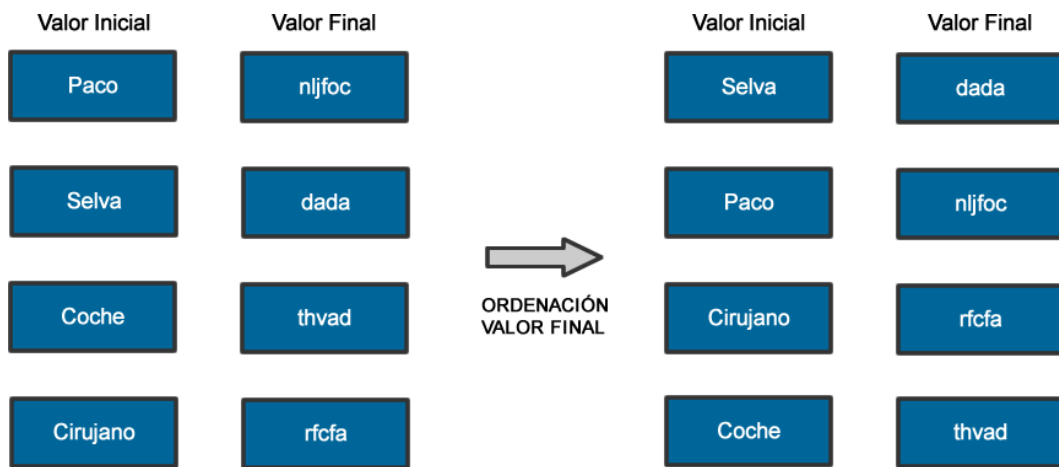 Valor Inicial Valor Final Valor Inicial Valor Final
Paco nljfoc Selva dada
Selva dada Paco nljfoc
ORDENACIÓN
VALOR FINAL
Coche thvad Cirujano rfcfa
Cirujano rfcfa Coche thvad